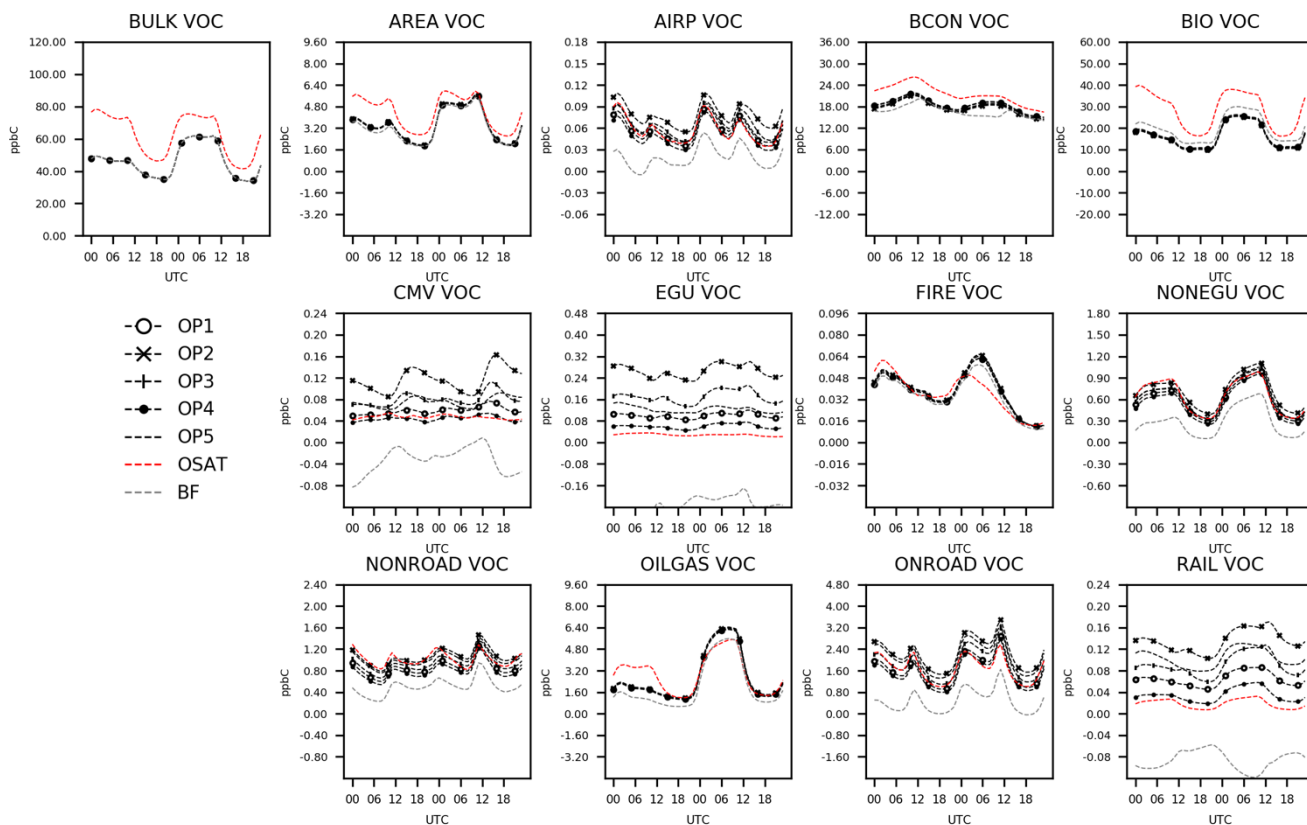 BULK VOC
AREA VOC
AIRP VOC
BCON VOC
BIO VOC
120.00
100.00
80.00
60.00
40.00
20.00
0.00
ppbC
00 06 12 18 00 06 12 18
UTC
9.60
8.00
6.40
4.80
3.20
1.60
0.00
-1.60
-3.20
ppbC
00 06 12 18 00 06 12 18
UTC
0.18
0.15
0.12
0.09
0.06
0.03
0.00
-0.03
-0.06
ppbC
00 06 12 18 00 06 12 18
UTC
36.00
30.00
24.00
18.00
12.00
6.00
0.00
-6.00
-12.00
ppbC
00 06 12 18 00 06 12 18
UTC
60.00
50.00
40.00
30.00
20.00
10.00
0.00
-10.00
-20.00
ppbC
00 06 12 18 00 06 12 18
UTC
OP1
OP2
OP3
OP4
OP5
OSAT
BF
CMV VOC
EGU VOC
FIRE VOC
NONEGU VOC
0.24
0.20
0.16
0.12
0.08
0.04
0.00
-0.04
-0.08
ppbC
00 06 12 18 00 06 12 18
UTC
0.48
0.40
0.32
0.24
0.16
0.08
0.00
-0.08
-0.16
ppbC
00 06 12 18 00 06 12 18
UTC
0.096
0.080
0.064
0.048
0.032
0.016
0.000
-0.016
-0.032
ppbC
00 06 12 18 00 06 12 18
UTC
1.80
1.50
1.20
0.90
0.60
0.30
0.00
-0.30
-0.60
ppbC
00 06 12 18 00 06 12 18
UTC
NONROAD VOC
OILGAS VOC
ONROAD VOC
RAIL VOC
2.40
2.00
1.60
1.20
0.80
0.40
0.00
-0.40
-0.80
ppbC
00 06 12 18 00 06 12 18
UTC
9.60
8.00
6.40
4.80
3.20
1.60
0.00
-1.60
-3.20
ppbC
00 06 12 18 00 06 12 18
UTC
4.80
4.00
3.20
2.40
1.60
0.80
0.00
-0.80
-1.60
ppbC
00 06 12 18 00 06 12 18
UTC
0.24
0.20
0.16
0.12
0.08
0.04
0.00
-0.04
-0.08
ppbC
00 06 12 18 00 06 12 18
UTC